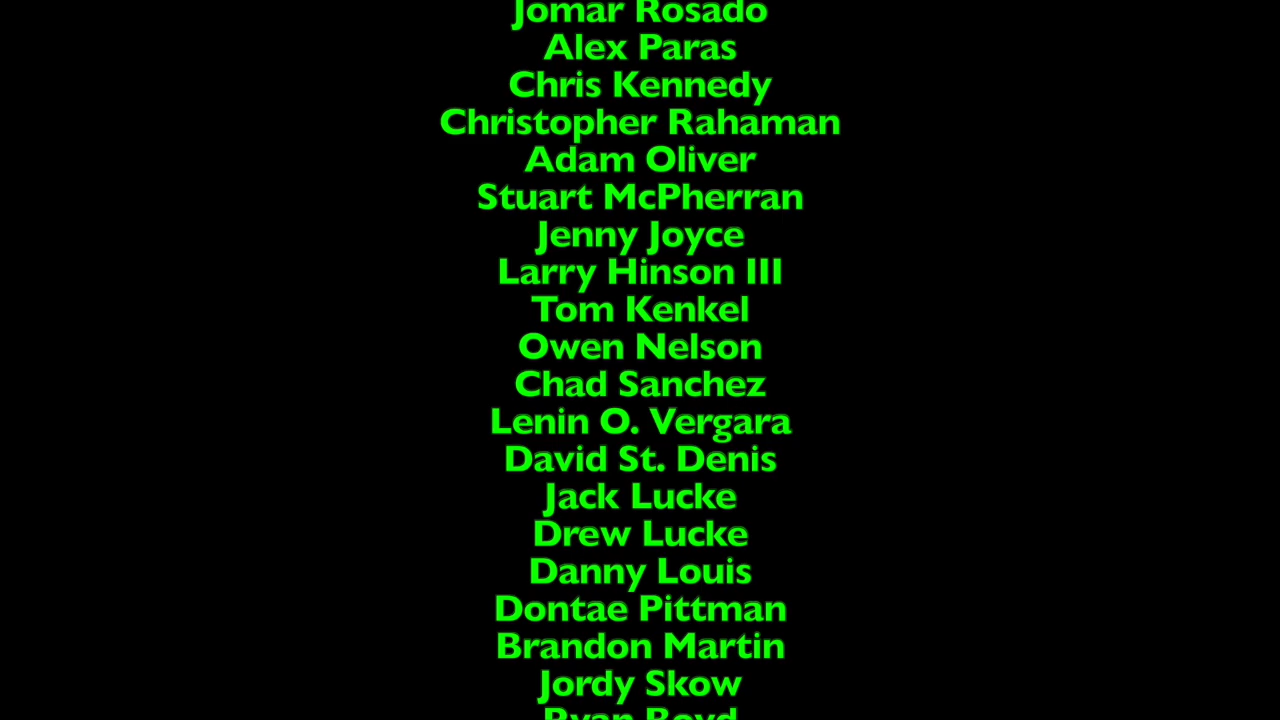 Jomar Rosado
Alex Paras
Chris Kennedy
Christopher Rahaman
Adam Oliver
Stuart McPherran
Jenny Joyce
Larry Hinson III
Tom Kenkel
Owen Nelson
Chad Sanchez
Lenin O. Vergara
David St. Denis
Jack Lucke
Drew Lucke
Danny Louis
Dontae Pittman
Brandon Martin
Jordy Skow
Ryan Boyd